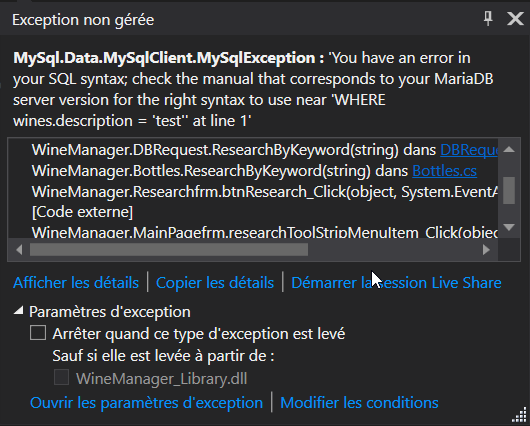 Exception non gérée
MySql.Data.MySqlClient.MySqlException : 'You have an error in
your SQL syntax; check the manual that corresponds to your MariaDB
server version for the right syntax to use near 'WHERE
wines.description = 'test'' at line 1'
WineManager.DBRequest.ResearchByKeyword(string) dans DBReque
WineManager.Bottles.ResearchByKeyword(string) dans Bottles.cs
WineManager.Researchfrm.btnResearch_Click(object, System.EventA
[Code externe]
WineManager.MainPagefrm.researchToolStripMenuItem_Click(objec
Afficher les détails | Copier les détails | Démarrer la session Live Share
Paramètres d'exception
Arrêter quand ce type d'exception est levé
Sauf si elle est levée à partir de :
WineManager_Library.dll
Ouvrir les paramètres d'exception | Modifier les conditions